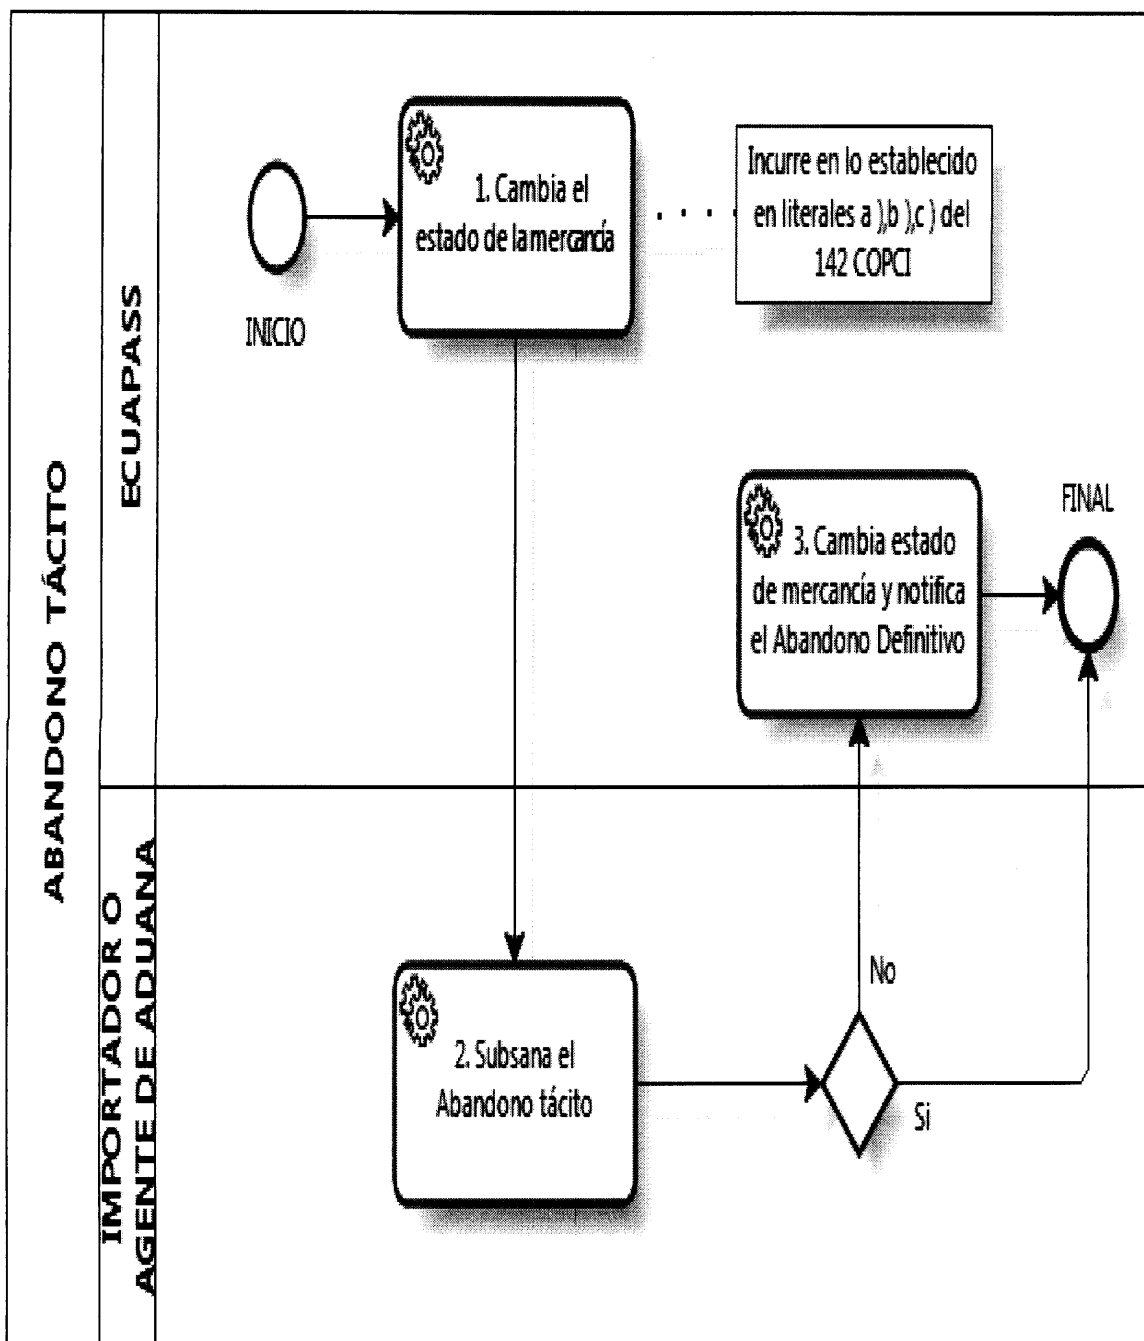 ABANDONO TÁCITO
ECUAPASS
INICIO
1. Cambia el
estado de la mercancía
Incurre en lo establecido
en literales a ),b ),c ) del
142 COPCI
3. Cambia estado
de mercancía y notifica
el Abandono Definitivo
FINAL
IMPORTADOR O
AGENTE DE ADUANA
2. Subsana el
Abandono tácito
No
Si